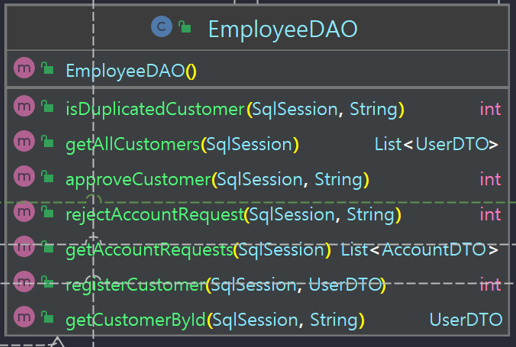 C EmployeeDAO
m EmployeeDAO()
m isDuplicatedCustomer(SqlSession, String) int
m getAllCustomers(SqlSession) List<UserDTO>
m approveCustomer(SqlSession, String) int
m rejectAccountRequest(SqlSession, String) int
m getAccountRequests(SqlSession) List<AccountDTO>
m registerCustomer(SqlSession, UserDTO) int
m getCustomerById(SqlSession, String) UserDTO